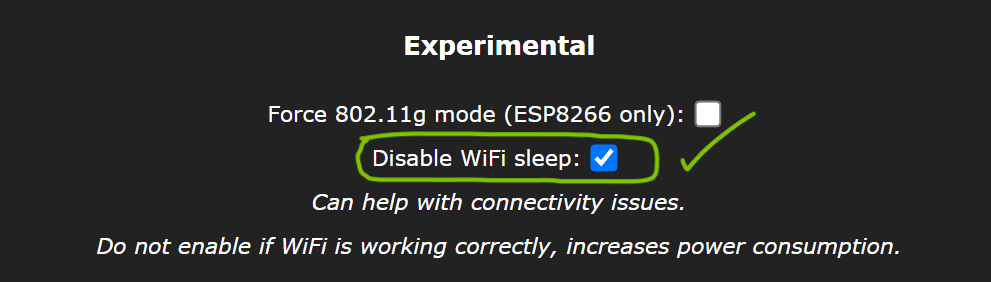 Experimental
Force 802.11g mode (ESP8266 only):
Disable WiFi sleep:
Can help with connectivity issues.
Do not enable if WiFi is working correctly, increases power consumption.